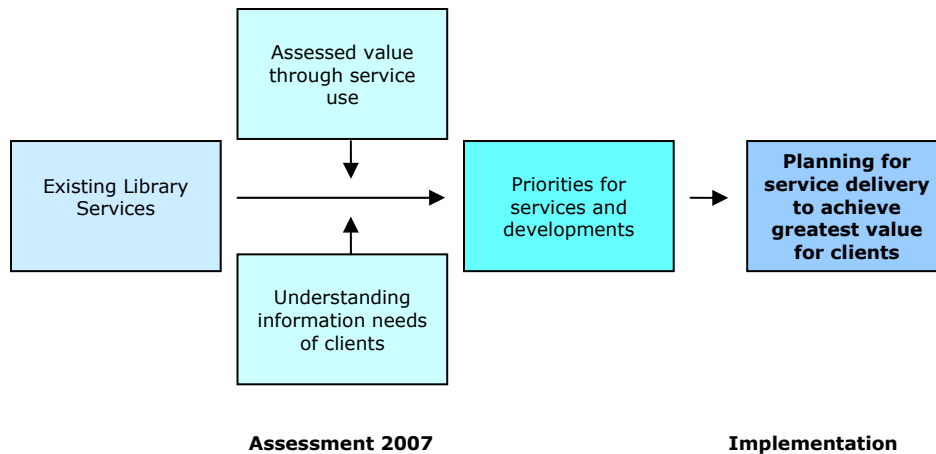 Assessed value
through service
use
Existing Library
Services
Priorities for
services and
developments
Planning for
service delivery
to achieve
greatest value
for clients
Understanding
information needs
of clients
Assessment 2007
Implementation